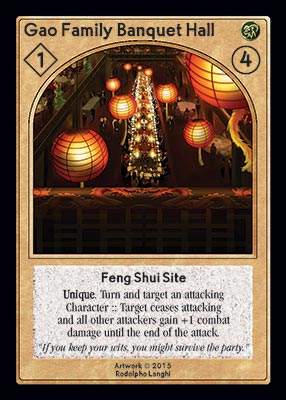 Gao Family Banquet Hall
1
4
Feng Shui Site
Unique. Turn and target an attacking
Character :: Target ceases attacking
and all other attackers gain +1 combat
damage until the end of the attack.
"If you keep your wits, you might survive the party."
Artwork © 2015
Rodolpho Langhi